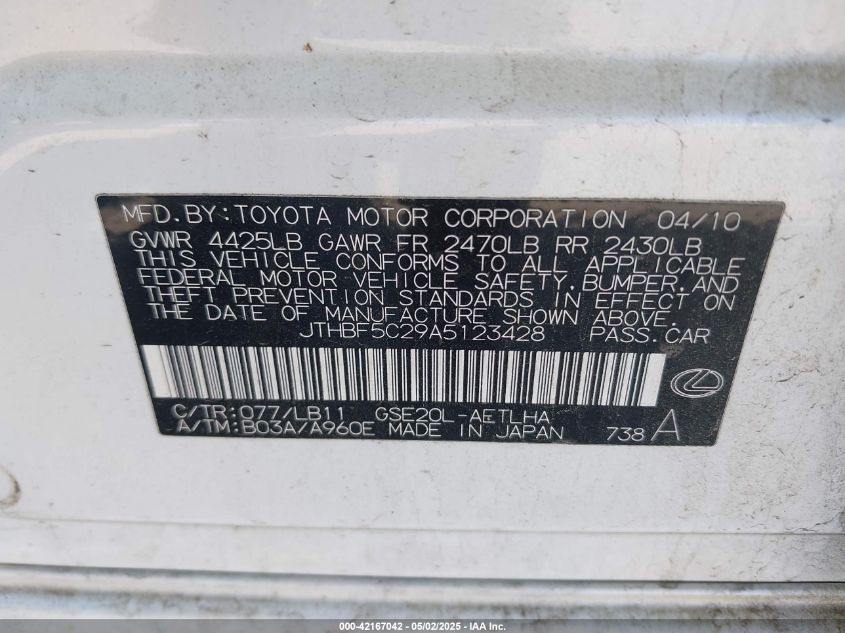 MFD.BY:TOYOTA MOTOR CORPORATION 04/10
GVWR 4425LB GAWR FR 2470LB RR 2430LB
THIS VEHICLE CONFORMS TO ALL APPLICABLE
FEDERAL MOTOR VEHICLE SAFETY,BUMPER,AND
THEFT PREVENTION STANDARDS IN EFFECT ON
THE DATE OF MANUFACTURE SHOWN ABOVE.
JTHBF5C29A5123428 PASS.CAR
C/TR:077/LB11 GSE20L-AETLHA
A/TM:B03A/A960E MADE IN JAPAN 738 A
000-42167042 - 05/02/2025 - IAA Inc.